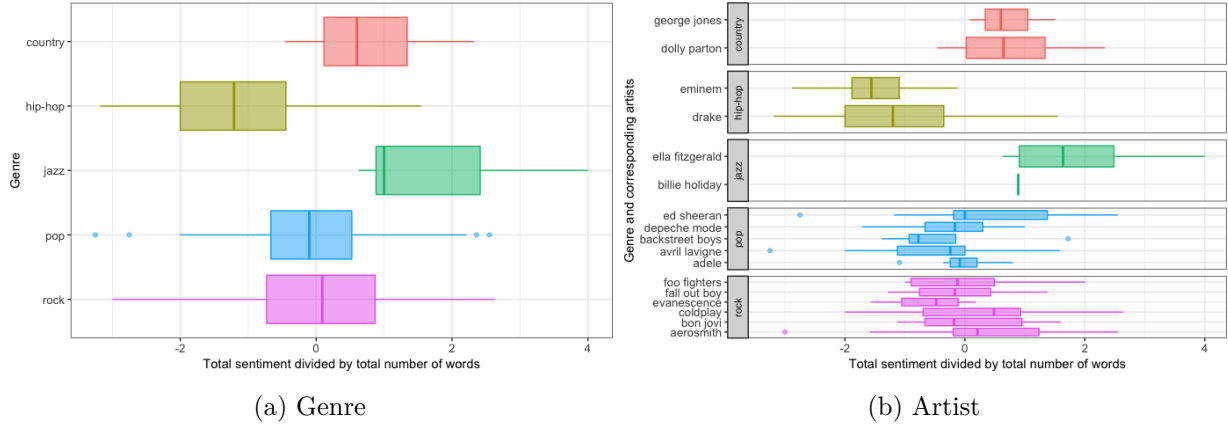 Genre
country
hip-hop
jazz
pop
rock
-2
0
2
4
Total sentiment divided by total number of words
(a) Genre
Genre and corresponding artists
george jones
dolly parton
country
eminem
drake
hip-hop
ella fitzgerald
billie holiday
jazz
ed sheeran
depeche mode
backstreet boys
avril lavigne
adele
pop
foo fighters
fall out boy
evanescence
coldplay
bon jovi
aerosmith
rock
-2
0
2
4
Total sentiment divided by total number of words
(b) Artist